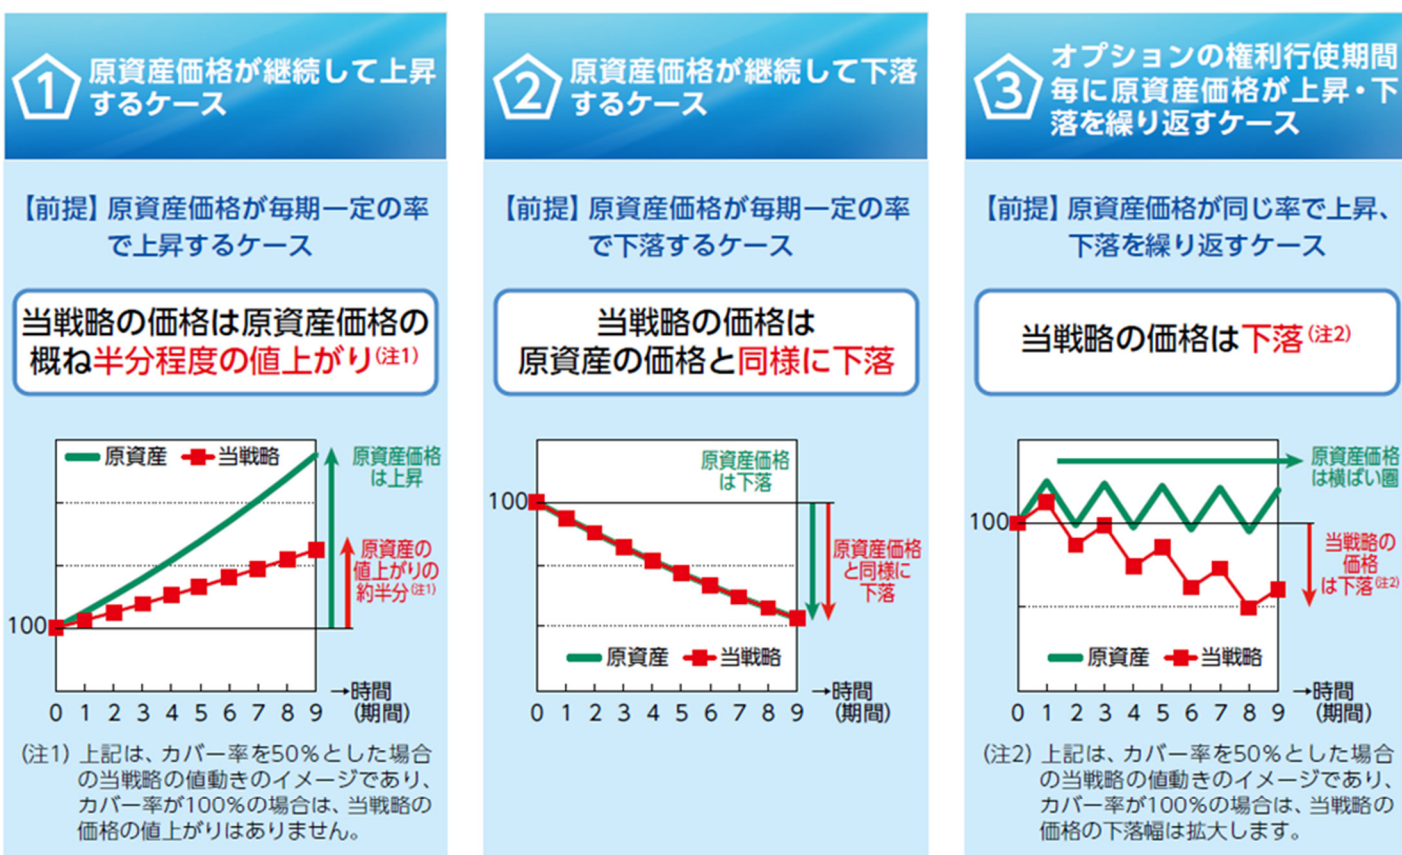 1 原資産価格が継続して上昇
するケース
【前提】原資産価格が毎期一定の率
で上昇するケース
当戦略の価格は原資産価格の
概ね半分程度の値上がり(注1)
原資産 当戦略
原資産価格
は上昇
原資産の
値上がりの
約半分(注1)
100
0 1 2 3 4 5 6 7 8 9
→時間
(期間)
(注1) 上記は、カバー率を50%とした場合
の当戦略の値動きのイメージであり、
カバー率が100%の場合は、当戦略の
価格の値上がりはありません。
2 原資産価格が継続して下落
するケース
【前提】原資産価格が毎期一定の率
で下落するケース
当戦略の価格は
原資産の価格と同様に下落
原資産価格
は下落
100
原資産価格
と同様に
下落
原資産 当戦略
0 1 2 3 4 5 6 7 8 9
→時間
(期間)
3 オプションの権利行使期間
毎に原資産価格が上昇・下
落を繰り返すケース
【前提】原資産価格が同じ率で上昇、
下落を繰り返すケース
当戦略の価格は下落(注2)
原資産価格
は横ばい圏
100
当戦略の
価格
は下落(注2)
原資産 当戦略
0 1 2 3 4 5 6 7 8 9
→時間
(期間)
(注2) 上記は、カバー率を50%とした場合
の当戦略の値動きのイメージであり、
カバー率が100%の場合は、当戦略の
価格の下落幅は拡大します。